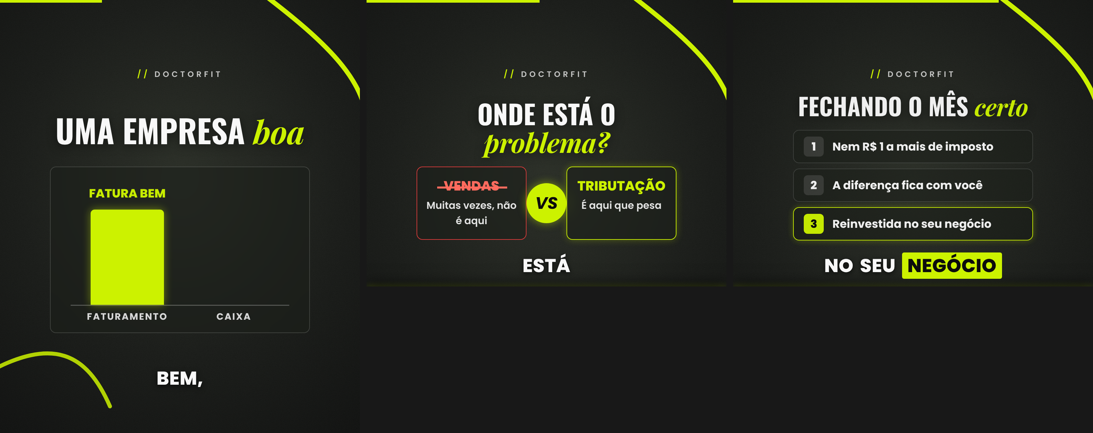 // DOCTORFIT
UMA EMPRESA boa
FATURA BEM
FATURAMENTO
CAIXA
BEM,
// DOCTORFIT
ONDE ESTÁ O
problema?
VENDAS
Muitas vezes, não
é aqui
VS
TRIBUTAÇÃO
É aqui que pesa
ESTÁ
// DOCTORFIT
FECHANDO O MÊS certo
1 Nem R$ 1 a mais de imposto
2 A diferença fica com você
3 Reinvestida no seu negócio
NO SEU NEGÓCIO